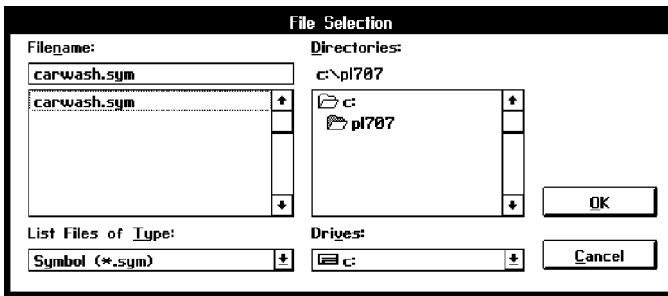 File Selection
Filename:
carwash.sym
carwash.sym
List Files of Type:
Symbol (*.sym)
Directories:
c:\pl707
c:
pl707
Drives:
c:
OK
Cancel